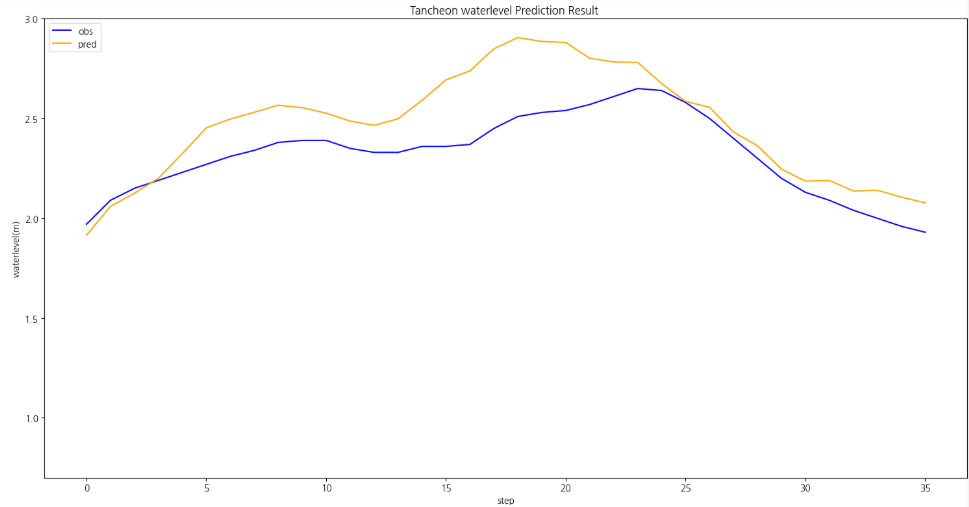 Tancheon waterlevel Prediction Result
obs
pred
3.0
2.5
2.0
1.5
1.0
waterlevel(m)
0 5 10 15 20 25 30 35
step